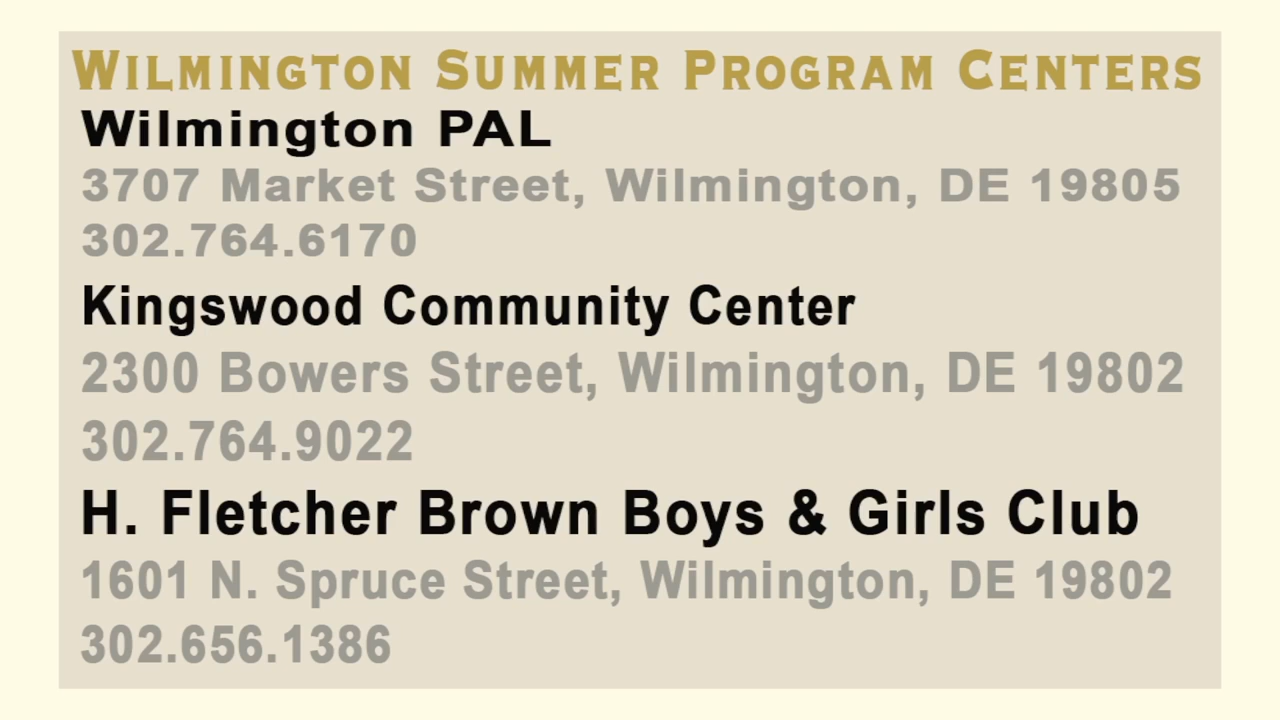 Wilmington Summer Program Centers
Wilmington PAL
3707 Market Street, Wilmington, DE 19805
302.764.6170
Kingswood Community Center
2300 Bowers Street, Wilmington, DE 19802
302.764.9022
H. Fletcher Brown Boys & Girls Club
1601 N. Spruce Street, Wilmington, DE 19802
302.656.1386